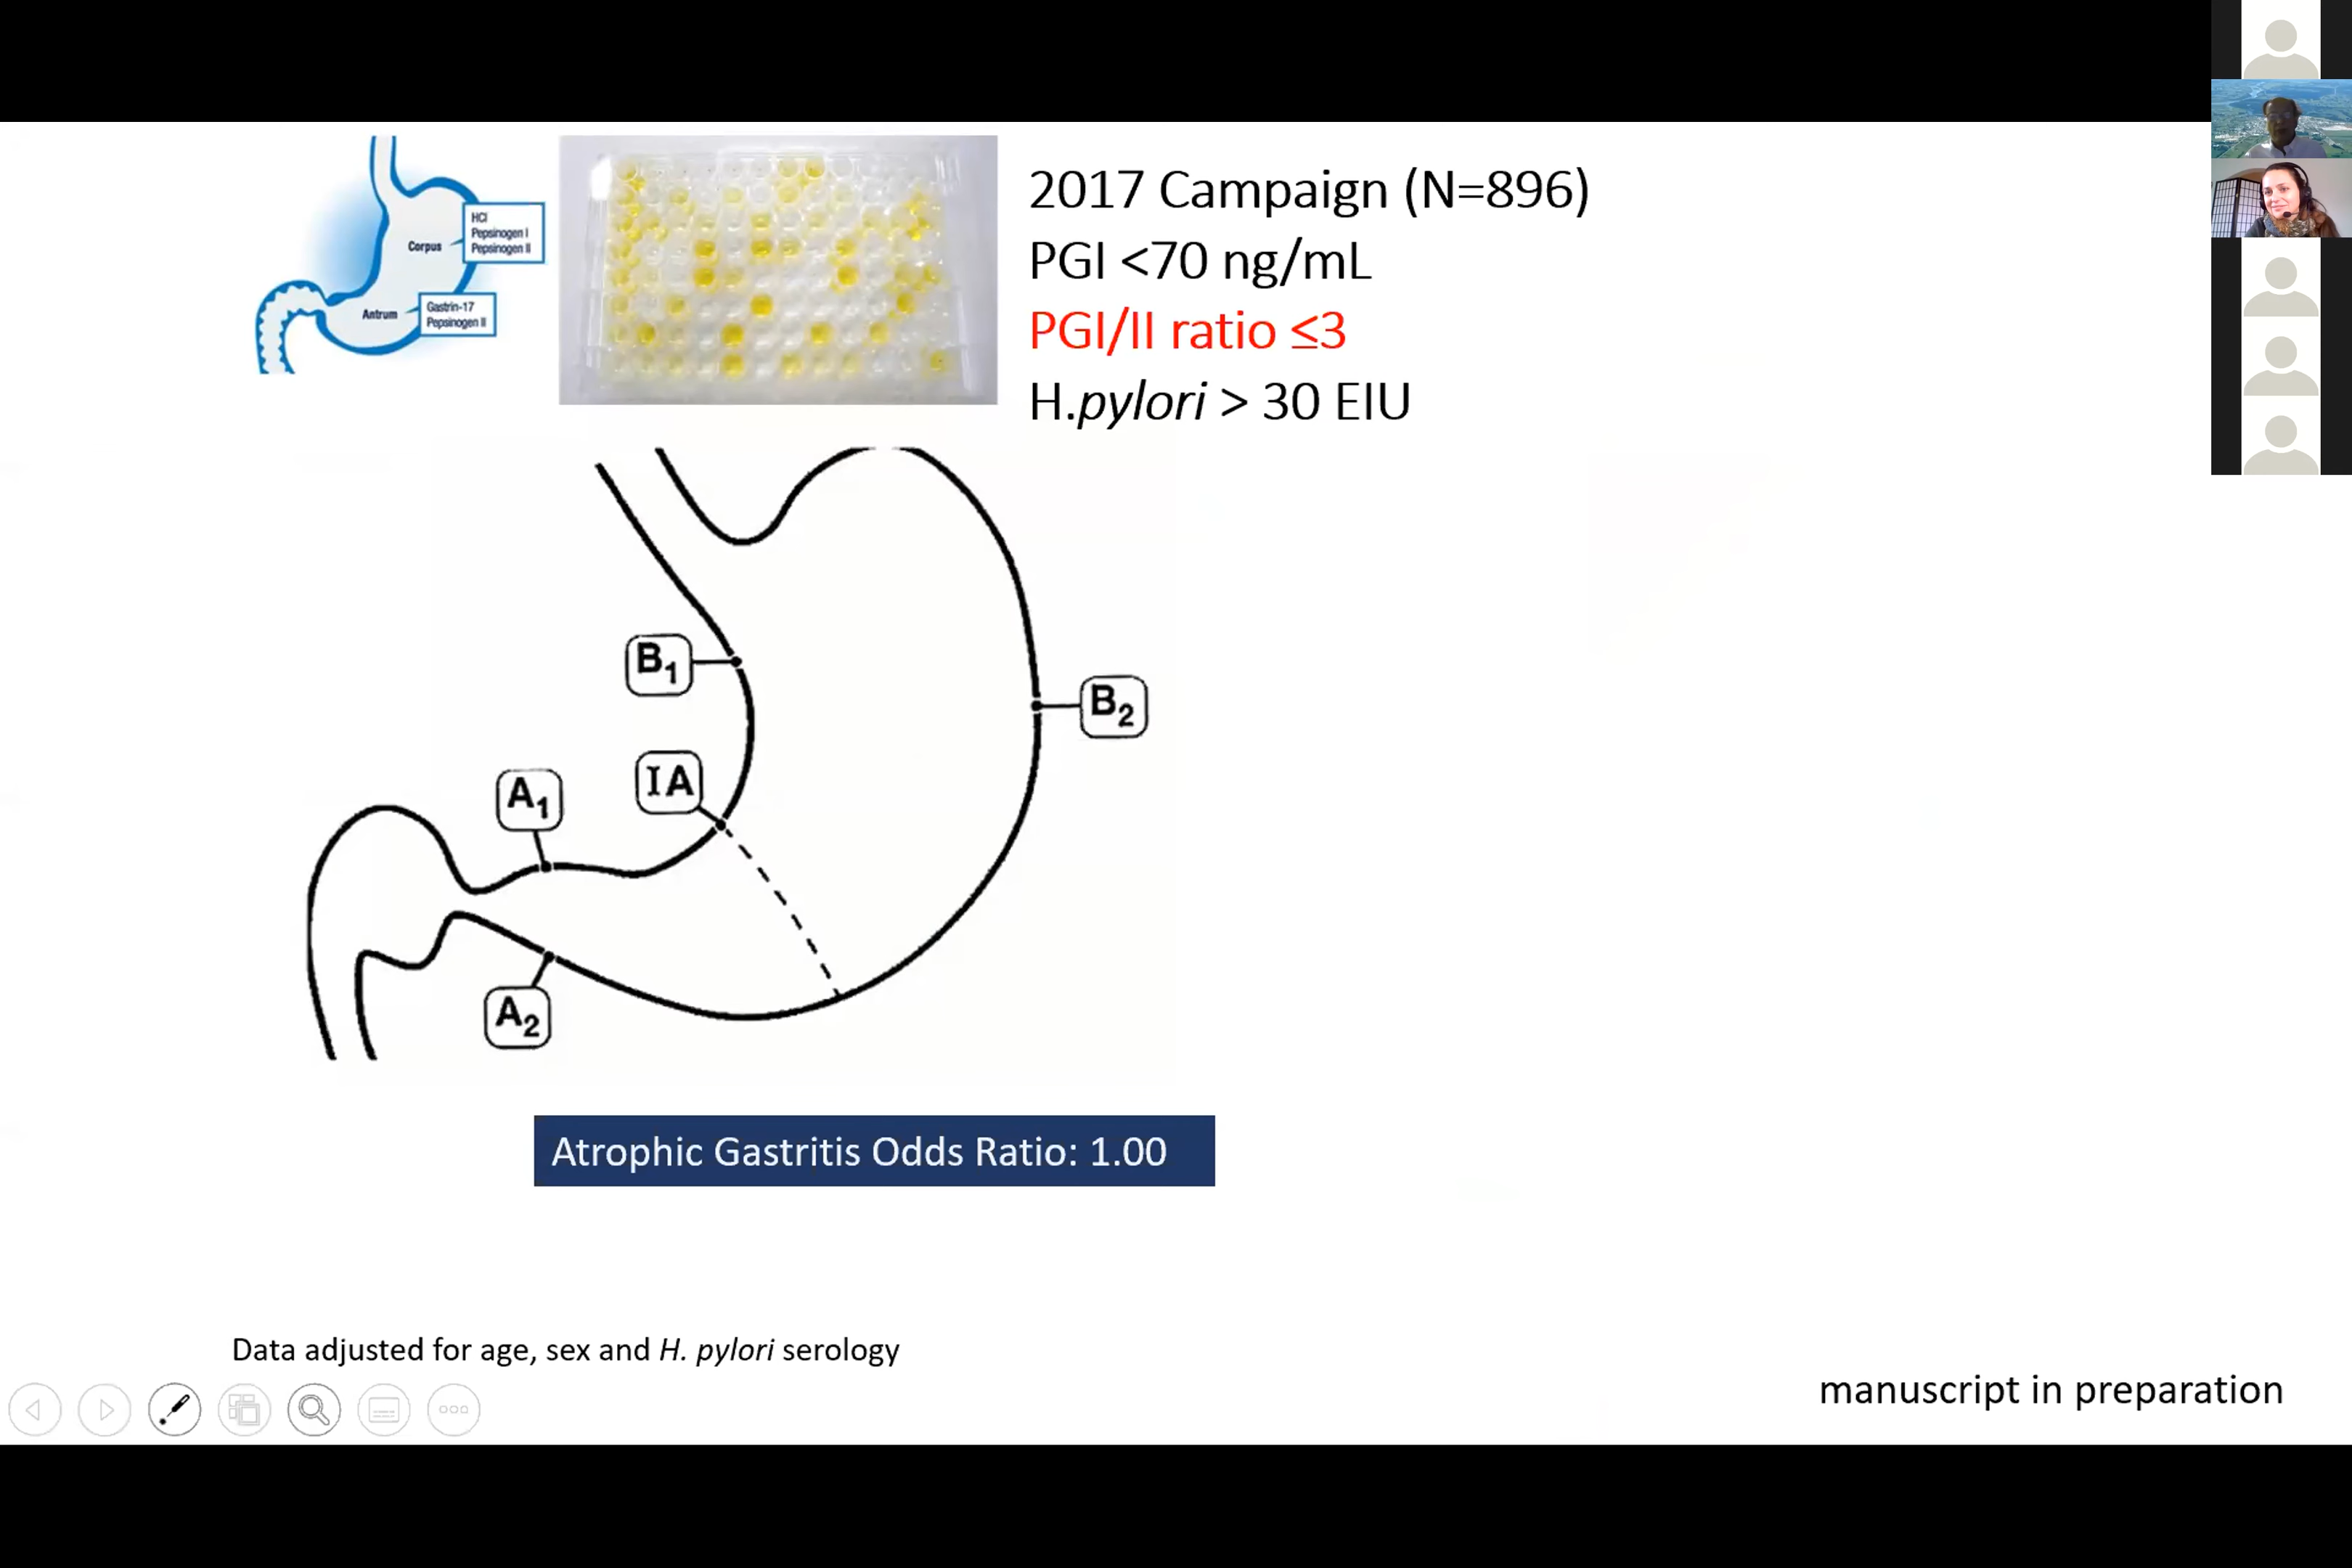 HCl
Pepsinogen I
Pepsinogen II
Corpus
Gastrin-17
Pepsinogen II
Antrum
2017 Campaign (N=896)
PGI <70 ng/mL
PGI/II ratio ≤3
H.pylori > 30 EIU
B1
B2
IA
A1
A2
Atrophic Gastritis Odds Ratio: 1.00
Data adjusted for age, sex and H. pylori serology
manuscript in preparation